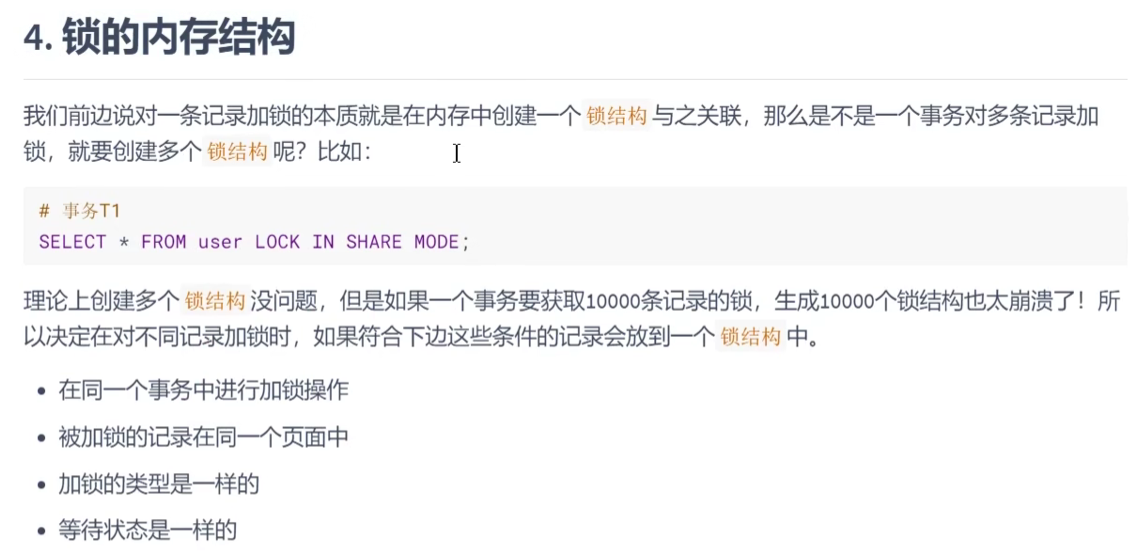 4. 锁的内存结构
我们前边说对一条记录加锁的本质就是在内存中创建一个 锁结构 与之关联，那么是不是一个事务对多条记录加
锁，就要创建多个 锁结构 呢？比如：
# 事务T1
SELECT * FROM user LOCK IN SHARE MODE;
理论上创建多个 锁结构 没问题，但是如果一个事务要获取10000条记录的锁，生成10000个锁结构也太崩溃了！所
以决定在对不同记录加锁时，如果符合下边这些条件的记录会放到一个 锁结构 中。
• 在同一个事务中进行加锁操作
• 被加锁的记录在同一个页面中
• 加锁的类型是一样的
• 等待状态是一样的